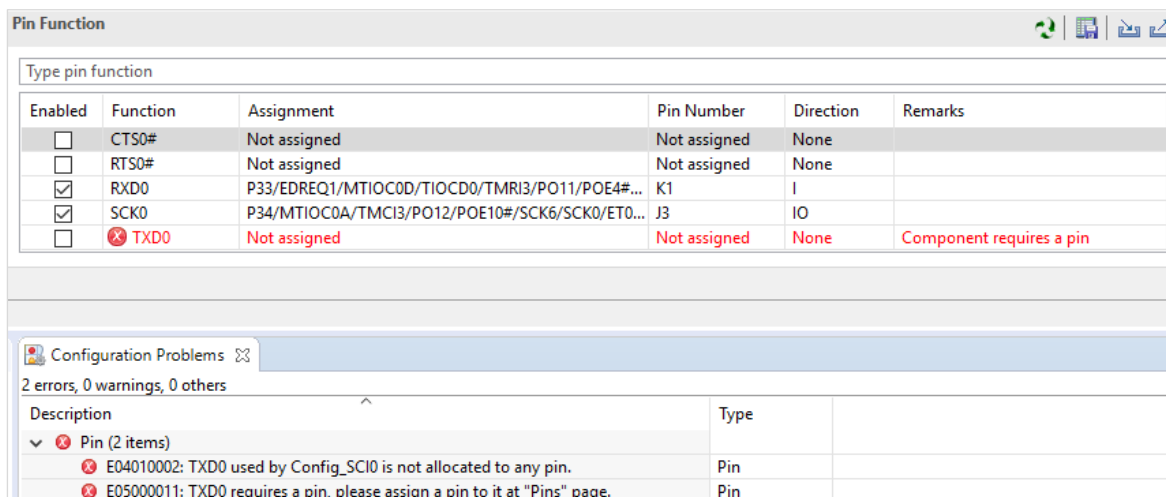 Pin Function
Type pin function
Enabled Function Assignment Pin Number Direction Remarks
CTS0# Not assigned Not assigned None
RTS0# Not assigned Not assigned None
RXD0 P33/EDREQ1/MTIOC0D/TIOCD0/TMRI3/PO11/POE4#... K1 I
SCK0 P34/MTIOC0A/TMCI3/PO12/POE10#/SCK6/SCK0/ET0... J3 IO
TXD0 Not assigned Not assigned None Component requires a pin
Configuration Problems
2 errors, 0 warnings, 0 others
Description Type
Pin (2 items)
E04010002: TXD0 used by Config_SCI0 is not allocated to any pin. Pin
E05000011: TXD0 requires a pin, please assign a pin to it at "Pins" page. Pin